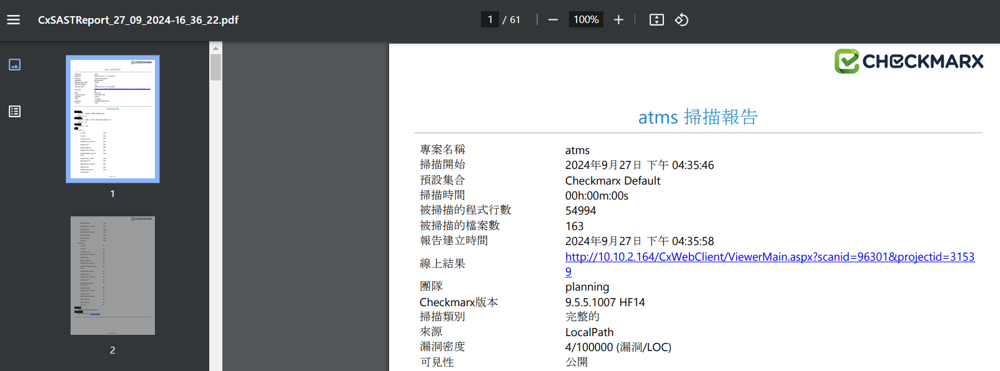 CxSASTReport_27_09_2024-16_36_22.pdf
1 / 61
100%
1
2
CHECKMARX
atms 掃描報告
專案名稱 atms
掃描開始 2024年9月27日 下午 04:35:46
預設集合 Checkmarx Default
掃描時間 00h:00m:00s
被掃描的程式行數 54994
被掃描的檔案數 163
報告建立時間 2024年9月27日 下午 04:35:58
線上結果 http://10.10.2.164/CxWebClient/ViewerMain.aspx?scanid=96301&projectid=3153
9
團隊 planning
Checkmarx版本 9.5.5.1007 HF14
掃描類別 完整的
來源 LocalPath
漏洞密度 4/100000 (漏洞/LOC)
可見性 公開